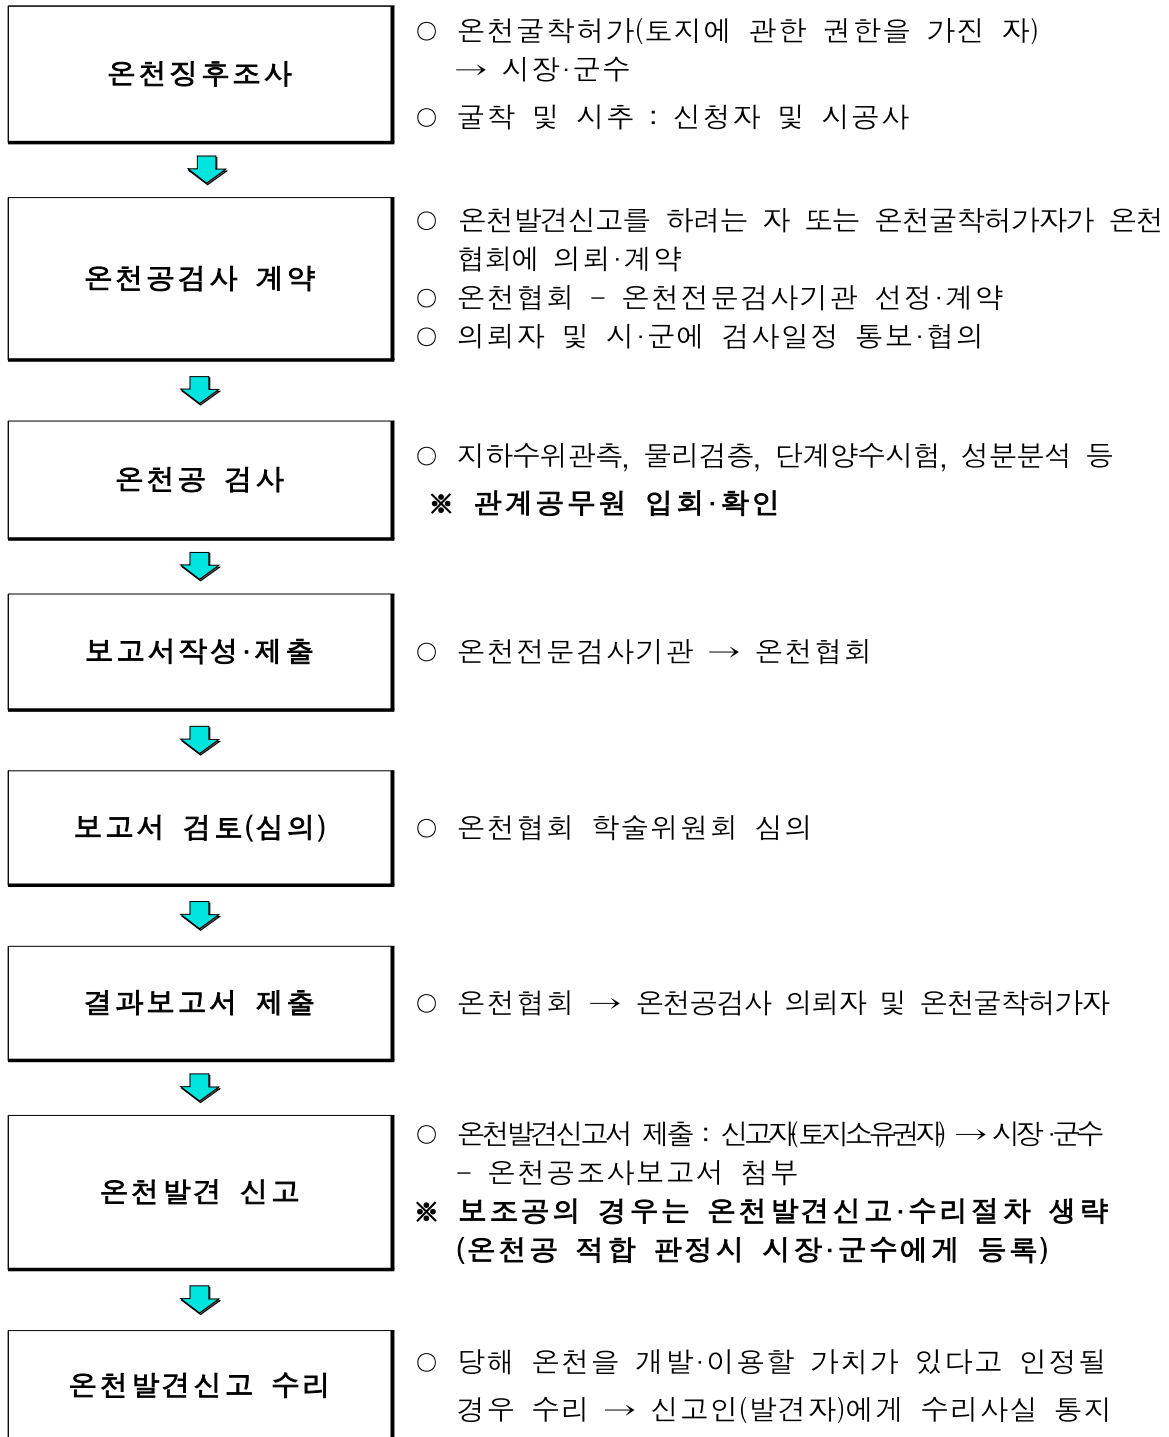 온천징후조사
○ 온천굴착허가(토지에 관한 권한을 가진 자)
→ 시장·군수
○ 굴착 및 시추 : 신청자 및 시공사
온천공검사 계약
○ 온천발견신고를 하려는 자 또는 온천굴착허가자가 온천
협회에 의뢰·계약
○ 온천협회 - 온천전문검사기관 선정·계약
○ 의뢰자 및 시·군에 검사일정 통보·협의
온천공 검사
○ 지하수위관측, 물리검층, 단계양수시험, 성분분석 등
※ 관계공무원 입회·확인
보고서작성·제출
○ 온천전문검사기관 → 온천협회
보고서 검토(심의)
○ 온천협회 학술위원회 심의
결과보고서 제출
○ 온천협회 → 온천공검사 의뢰자 및 온천굴착허가자
온천발견 신고
○ 온천발견신고서 제출 : 신고자(토지소유권자) → 시장·군수
- 온천공조사보고서 첨부
※ 보조공의 경우는 온천발견신고·수리절차 생략
(온천공 적합 판정시 시장·군수에게 등록)
온천발견신고 수리
○ 당해 온천을 개발·이용할 가치가 있다고 인정될
경우 수리 → 신고인(발견자)에게 수리사실 통지